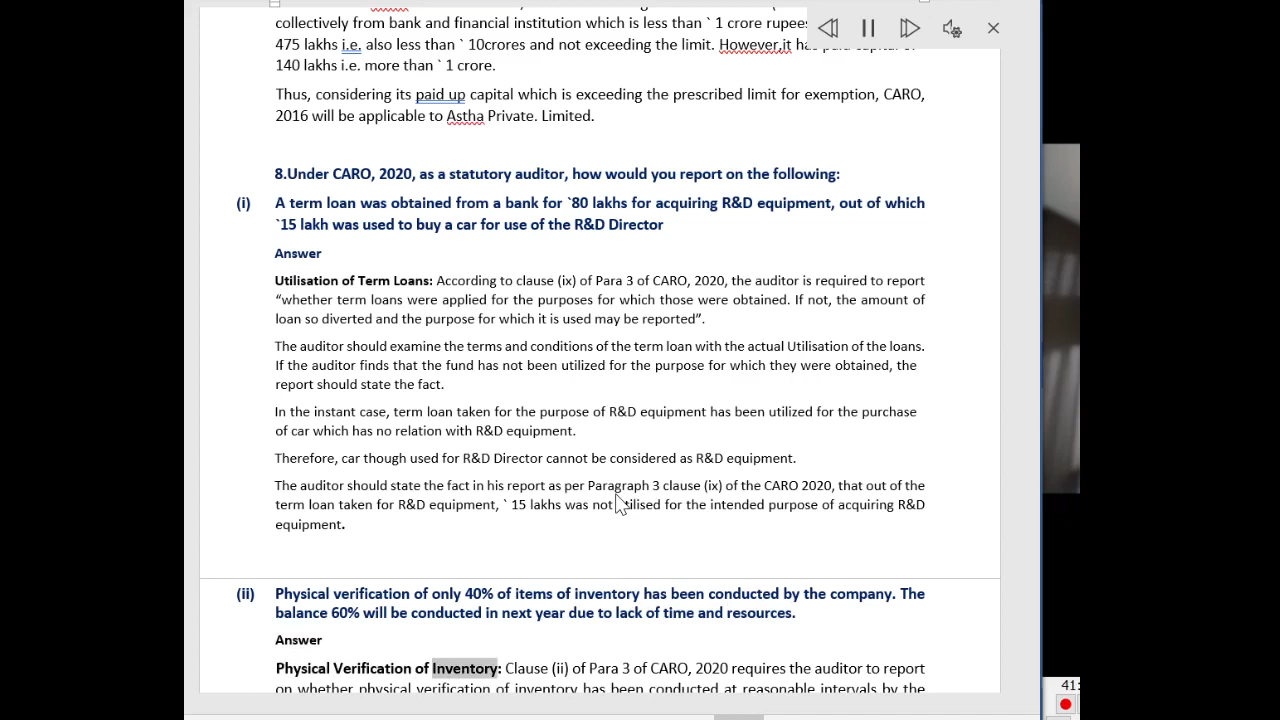 collectively from bank and financial institution which is less than ` 1 crore rupees
475 lakhs i.e. also less than ` 10crores and not exceeding the limit. However,it has
140 lakhs i.e. more than ` 1 crore.
Thus, considering its paid up capital which is exceeding the prescribed limit for exemption, CARO,
2016 will be applicable to Astha Private. Limited.
8.Under CARO, 2020, as a statutory auditor, how would you report on the following:
(i) A term loan was obtained from a bank for `80 lakhs for acquiring R&D equipment, out of which
`15 lakh was used to buy a car for use of the R&D Director
Answer
Utilisation of Term Loans: According to clause (ix) of Para 3 of CARO, 2020, the auditor is required to report
“whether term loans were applied for the purposes for which those were obtained. If not, the amount of
loan so diverted and the purpose for which it is used may be reported”.
The auditor should examine the terms and conditions of the term loan with the actual Utilisation of the loans.
If the auditor finds that the fund has not been utilized for the purpose for which they were obtained, the
report should state the fact.
In the instant case, term loan taken for the purpose of R&D equipment has been utilized for the purchase
of car which has no relation with R&D equipment.
Therefore, car though used for R&D Director cannot be considered as R&D equipment.
The auditor should state the fact in his report as per Paragraph 3 clause (ix) of the CARO 2020, that out of the
term loan taken for R&D equipment, ` 15 lakhs was not utilised for the intended purpose of acquiring R&D
equipment.
(ii) Physical verification of only 40% of items of inventory has been conducted by the company. The
balance 60% will be conducted in next year due to lack of time and resources.
Answer
Physical Verification of Inventory: Clause (ii) of Para 3 of CARO, 2020 requires the auditor to report
on whether physical verification of inventory has been conducted at reasonable intervals by the
41: